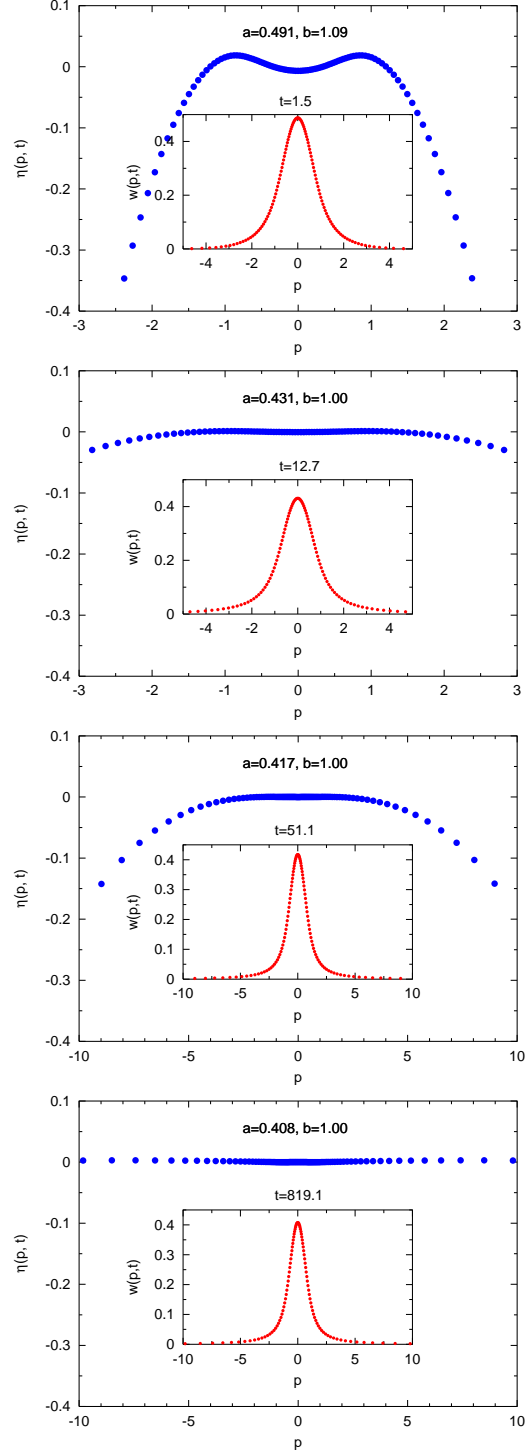 0.1
a=0.491, b=1.09
0
t=1.5
-0.1
0.4
w(p,t)
η(p, t)
-0.2
0.2
0
-4 -2 0 2 4
-0.3
p
-0.4
-3 -2 -1 0 1 2 3
p
0.1
a=0.431, b=1.00
0
t=12.7
-0.1
0.4
w(p,t)
η(p, t)
-0.2
0.2
0
-4 -2 0 2 4
-0.3
p
-0.4
-3 -2 -1 0 1 2 3
p
0.1
a=0.417, b=1.00
0
t=51.1
-0.1
0.4
0.3
w(p,t)
η(p, t)
-0.2
0.2
0.1
0
-10 -5 0 5 10
-0.3
p
-0.4
-10 -5 0 5 10
p
0.1
a=0.408, b=1.00
0
t=819.1
-0.1
0.4
0.3
w(p,t)
η(p, t)
-0.2
0.2
0.1
0
-10 -5 0 5 10
-0.3
p
-0.4
-10 -5 0 5 10
p